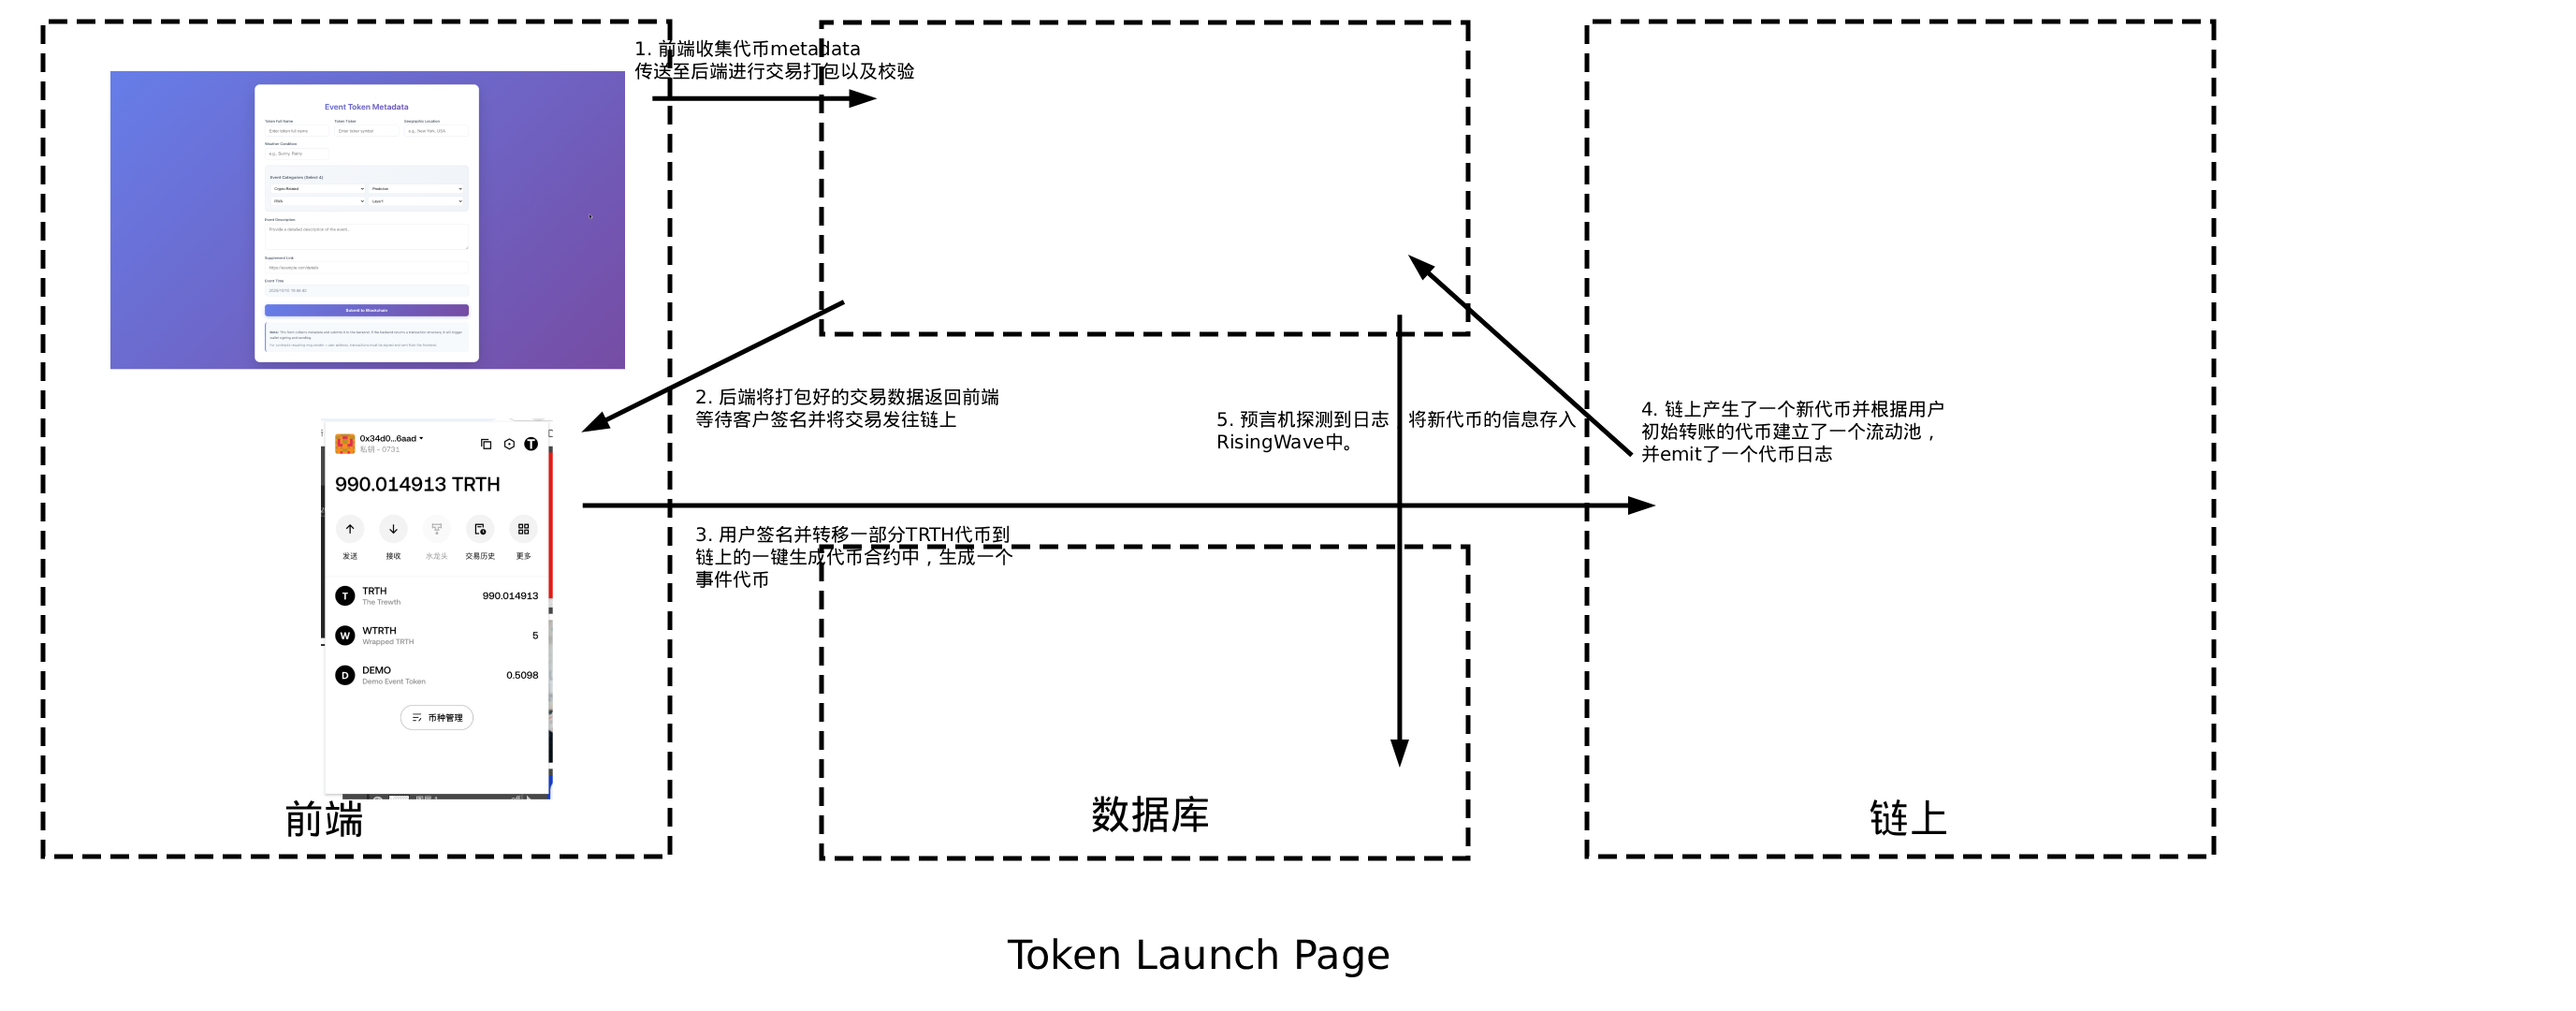 1. 前端收集代币metadata
传送至后端进行交易打包以及校验
Event Token Metadata
Token Full Name
Token Ticker
Geographic Location
Enter token full name
Enter token symbol
e.g., New York, USA
Weather Condition
e.g., Sunny, Rainy
Event Categories (Select 4)
Crypto Related
Prediction
RWA
Layer1
Event Description
Provide a detailed description of the event...
Supplement Link
https://example.com/details
Event Time
Submit to Blockchain
2. 后端将打包好的交易数据返回前端
等待客户签名并将交易发往链上
5. 预言机探测到日志 将新代币的信息存入
RisingWave中。
4. 链上产生了一个新代币并根据用户
初始转账的代币建立了一个流动池，
并emit了一个代币日志
0x34d0...6aad
私钥 - 0731
990.014913 TRTH
发送
接收
水龙头
交易历史
更多
3. 用户签名并转移一部分TRTH代币到
链上的一键生成代币合约中，生成一个
事件代币
T
TRTH
The Trewth
990.014913
W
WTRTH
Wrapped TRTH
5
D
DEMO
Demo Event Token
0.5098
币种管理
前端
数据库
链上
Token Launch Page